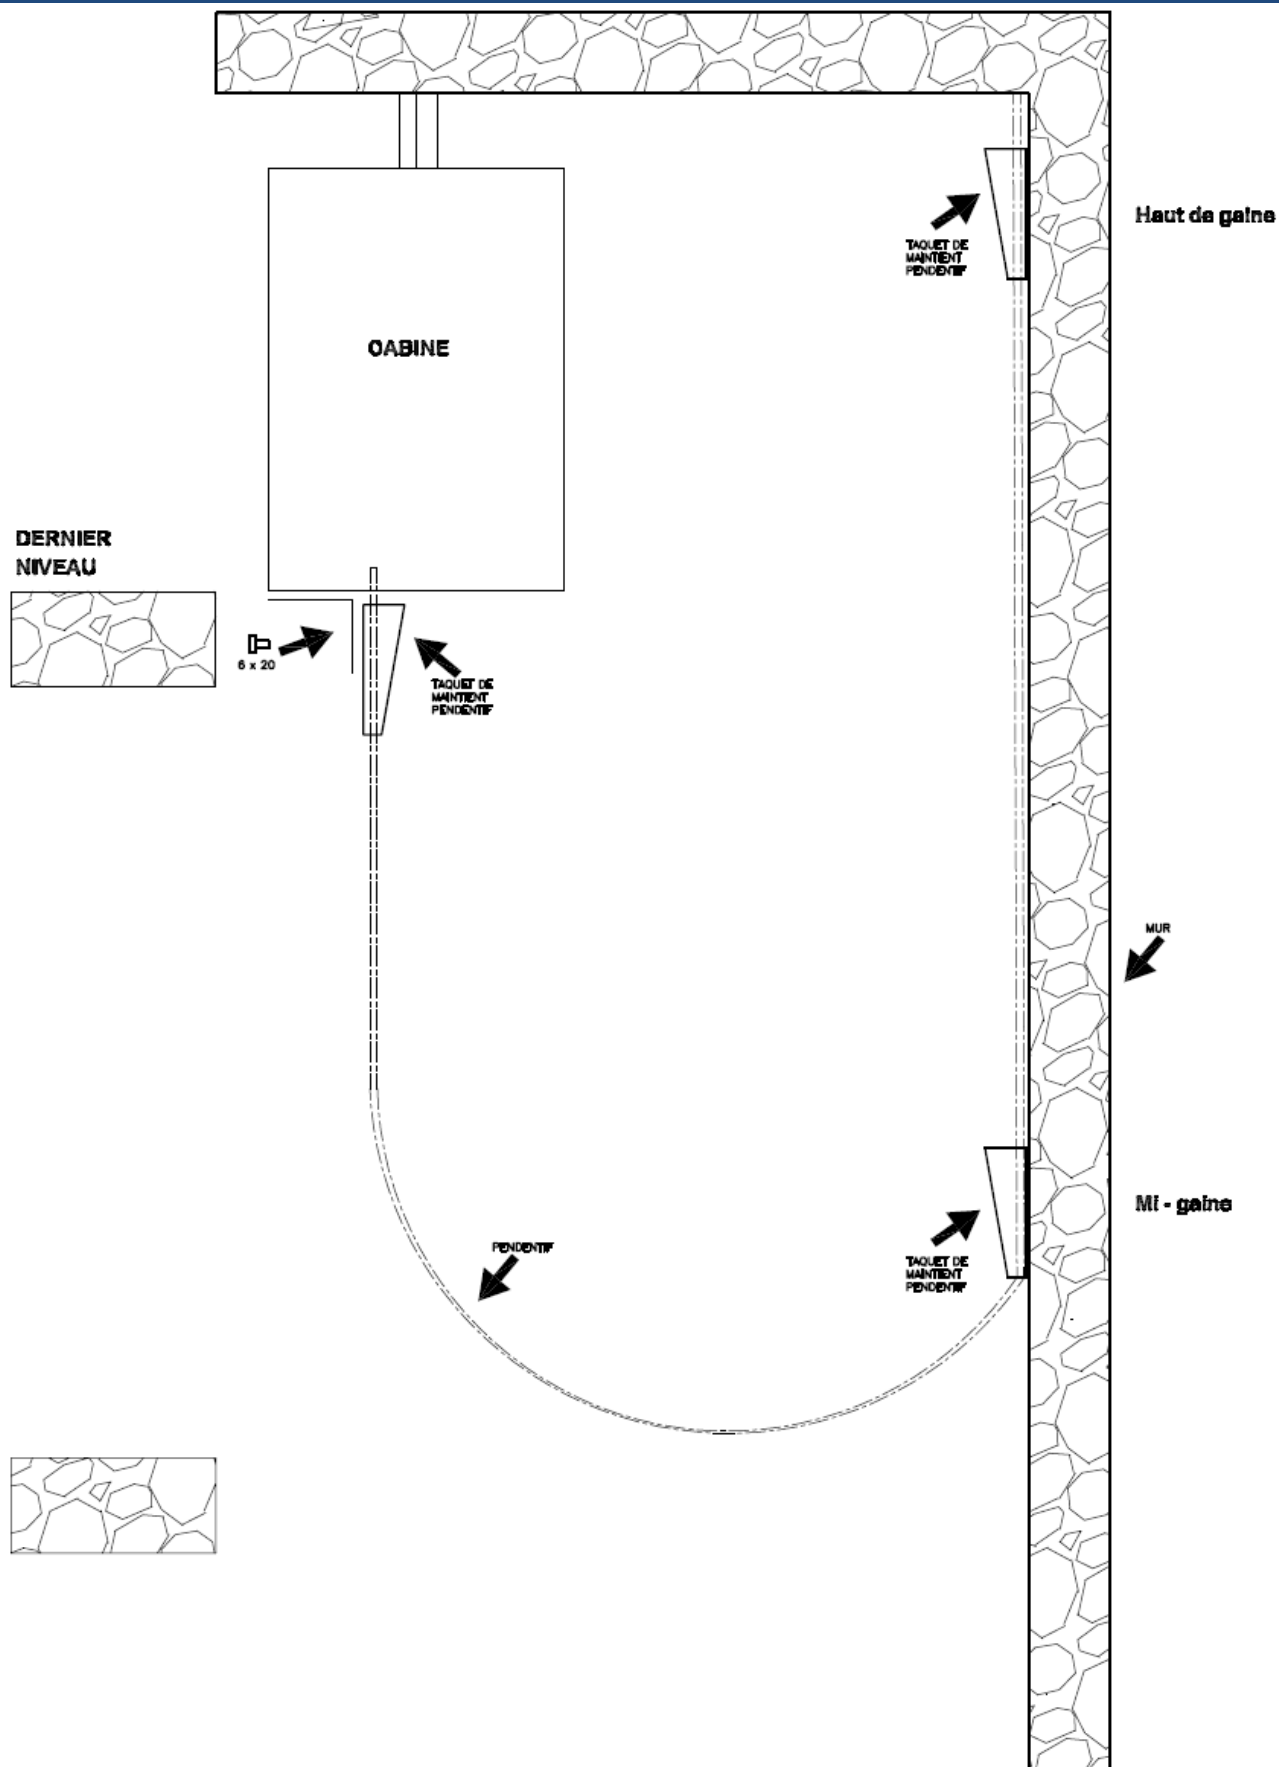 Haut de gaine
TAQUET DE
MAINTIENT
PENDENTIF
CABINE
DERNIER
NIVEAU
6 x 20
TAQUET DE
MAINTIENT
PENDENTIF
MUR
Mi - gaine
PENDENTIF
TAQUET DE
MAINTIENT
PENDENTIF